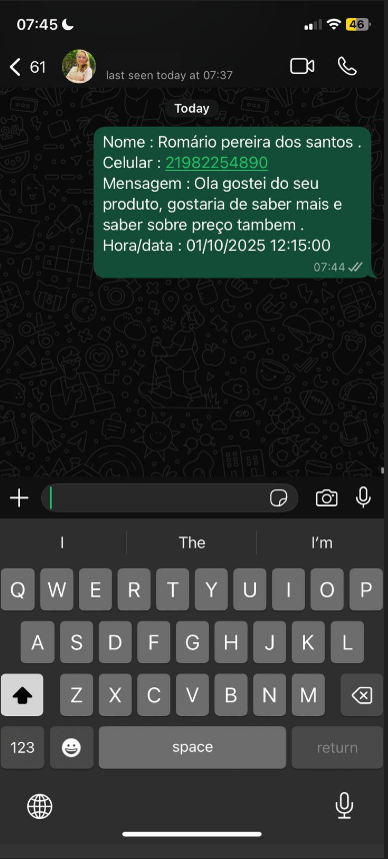 07:45
46
61
last seen today at 07:37
Today
Nome : Romário pereira dos santos .
Celular : 21982254890
Mensagem : Ola gostei do seu
produto, gostaria de saber mais e
saber sobre preço tambem .
Hora/data : 01/10/2025 12:15:00
07:44
I The I'm
Q W E R T Y U I O P
A S D F G H J K L
Z X C V B N M
123 space return